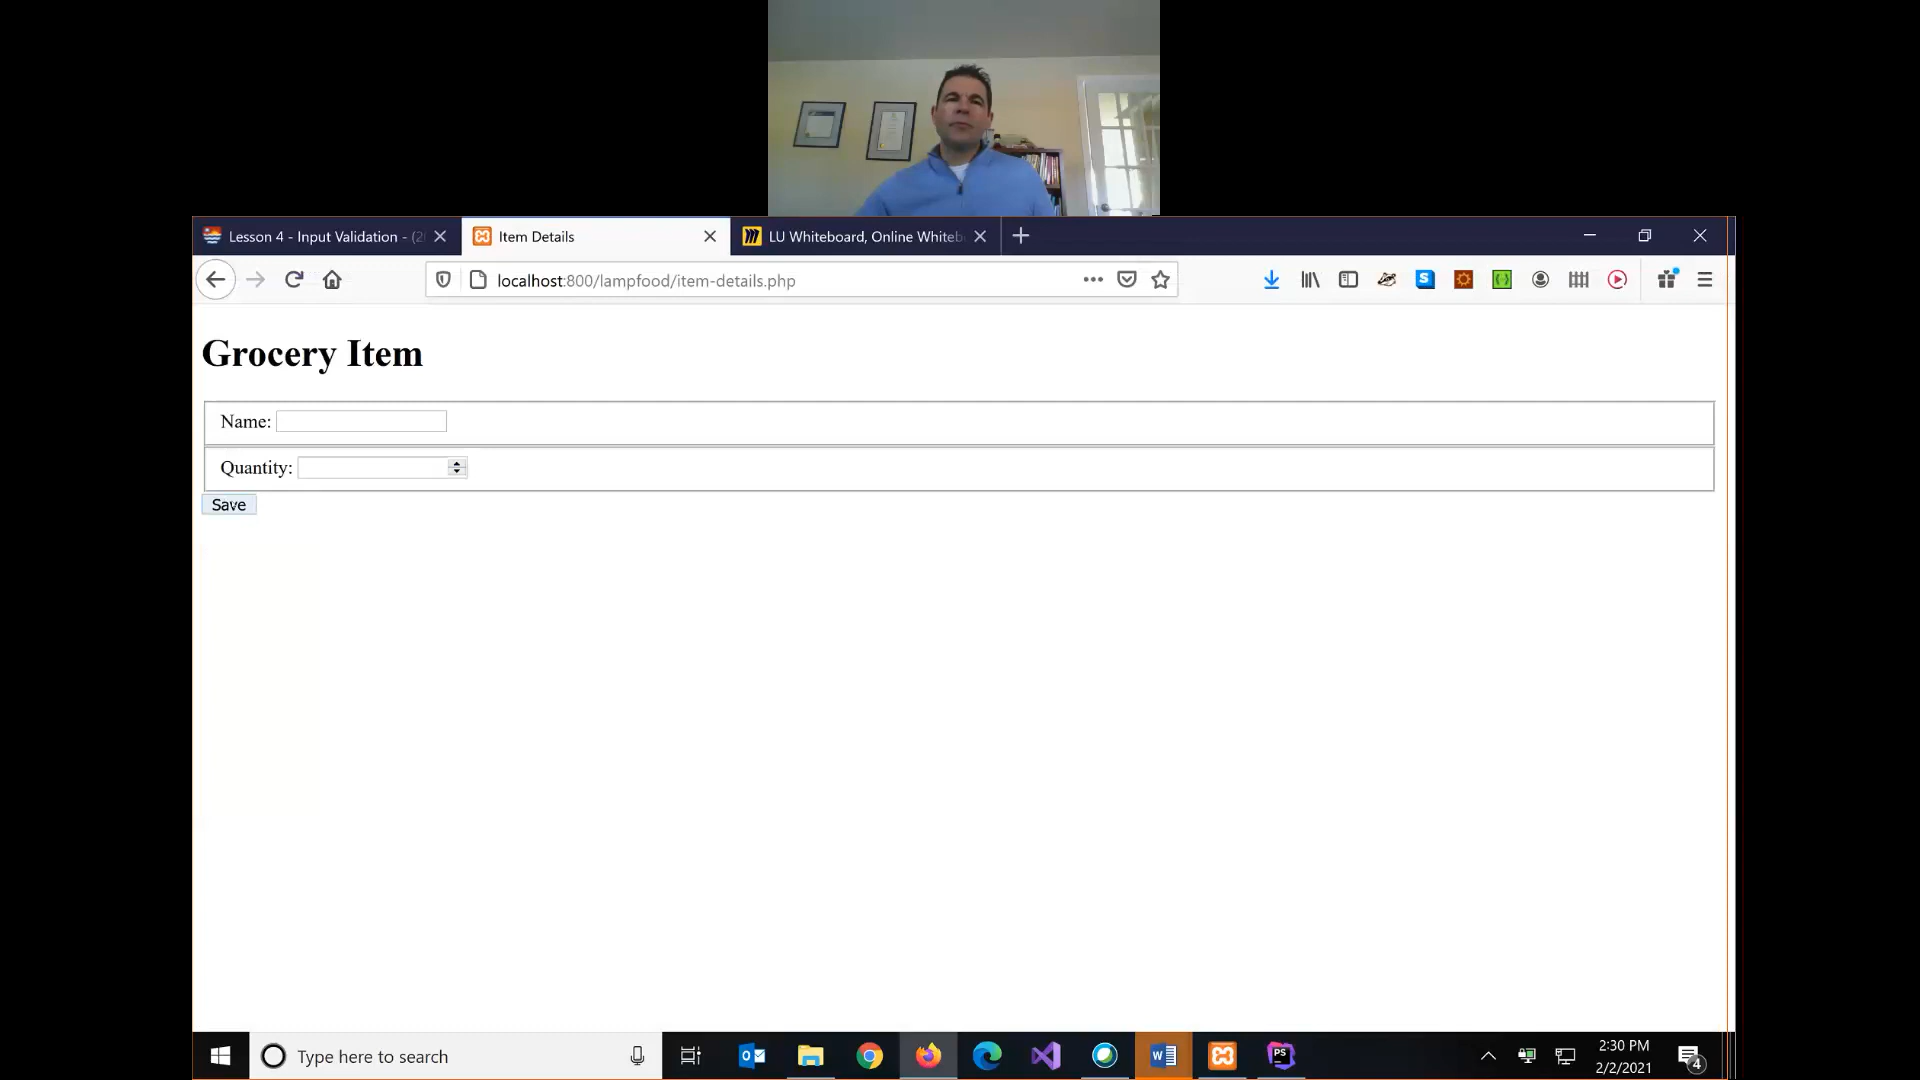 Lesson 4 - Input Validation - (2
Item Details
LU Whiteboard, Online Whiteb
localhost:800/lampfood/item-details.php
Grocery Item
Name:
Quantity:
Save
Type here to search
2:30 PM
2/2/2021
4